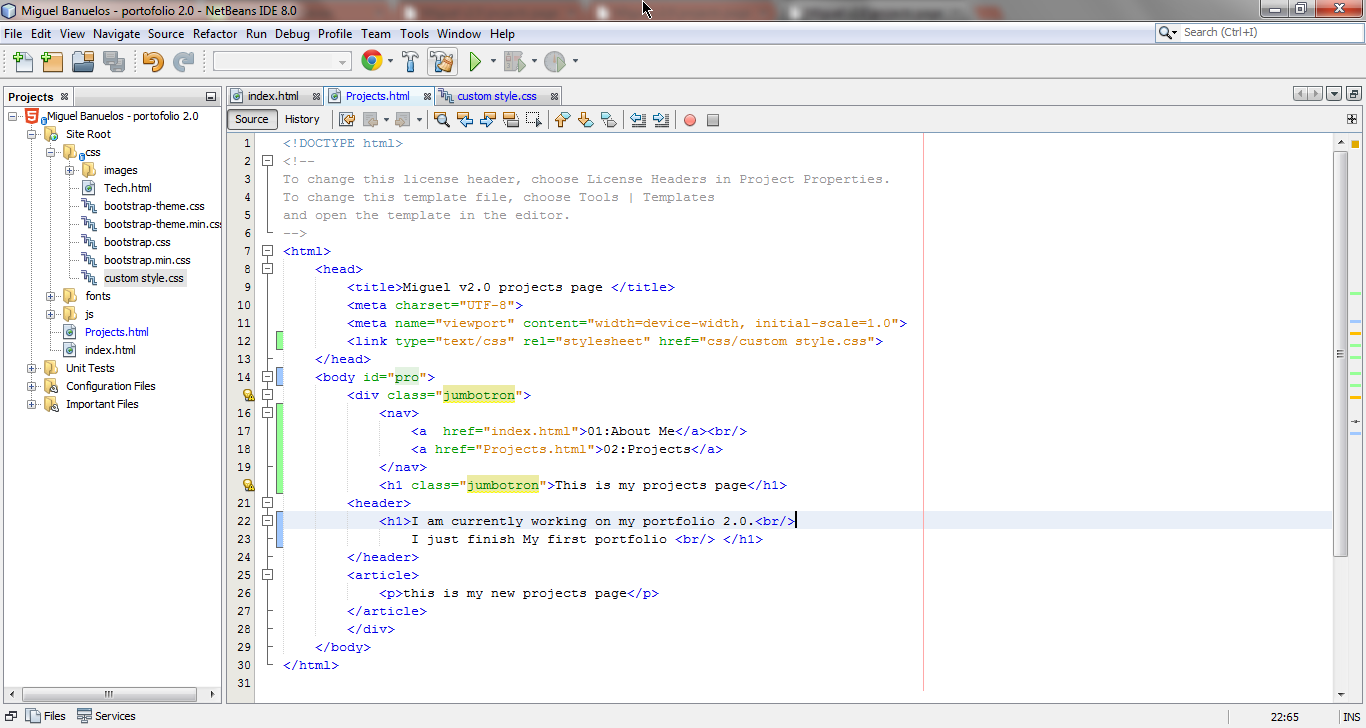 Miguel Banuelos - portofolio 2.0 - NetBeans IDE 8.0
File Edit View Navigate Source Refactor Run Debug Profile Team Tools Window Help
Search (Ctrl+I)
Projects
Miguel Banuelos - portofolio 2.0
Site Root
css
images
Tech.html
bootstrap-theme.css
bootstrap-theme.min.css
bootstrap.css
bootstrap.min.css
custom style.css
fonts
js
Projects.html
index.html
Unit Tests
Configuration Files
Important Files
index.html Projects.html custom style.css
Source History
1 <!DOCTYPE html>
2 <!--
3 To change this license header, choose License Headers in Project Properties.
4 To change this template file, choose Tools | Templates
5 and open the template in the editor.
6 -->
7 <html>
8 <head>
9 <title>Miguel v2.0 projects page </title>
10 <meta charset="UTF-8">
11 <meta name="viewport" content="width=device-width, initial-scale=1.0">
12 <link type="text/css" rel="stylesheet" href="css/custom style.css">
13 </head>
14 <body id="pro">
<div class="jumbotron">
16 <nav>
17 <a  href="index.html">01:About Me</a><br/>
18 <a href="Projects.html">02:Projects</a>
19 </nav>
<h1 class="jumbotron">This is my projects page</h1>
21 <header>
22 <h1>I am currently working on my portfolio 2.0.<br/>
23 I just finish My first portfolio <br/> </h1>
24 </header>
25 <article>
26 <p>this is my new projects page</p>
27 </article>
28 </div>
29 </body>
30 </html>
31
Files Services
22:65 INS